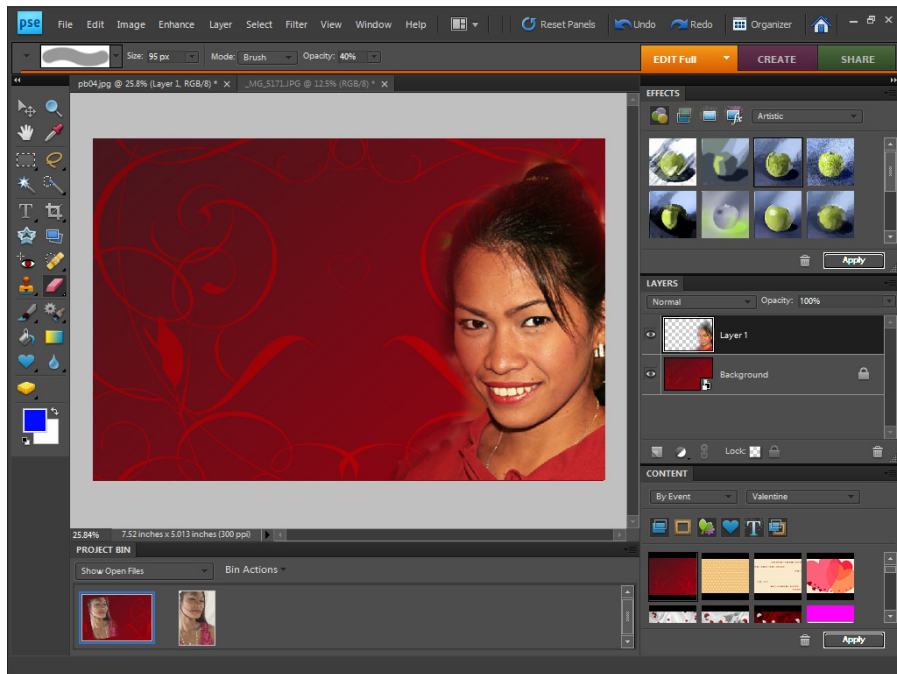 pse File Edit Image Enhance Layer Select Filter View Window Help Reset Panels Undo Redo Organizer
Size: 95 px Mode: Brush Opacity: 40% EDIT Full CREATE SHARE
pb04.jpg @ 25.8% (Layer 1, RGB/8) * x _MG_5171.JPG @ 12.5% (RGB/8) * x
EFFECTS
Artistic
Apply
LAYERS
Normal Opacity: 100%
Layer 1
Background
Lock:
CONTENT
By Event Valentine
T
Apply
25.84% 7.52 inches x 5.013 inches (300 ppi)
PROJECT BIN
Show Open Files Bin Actions